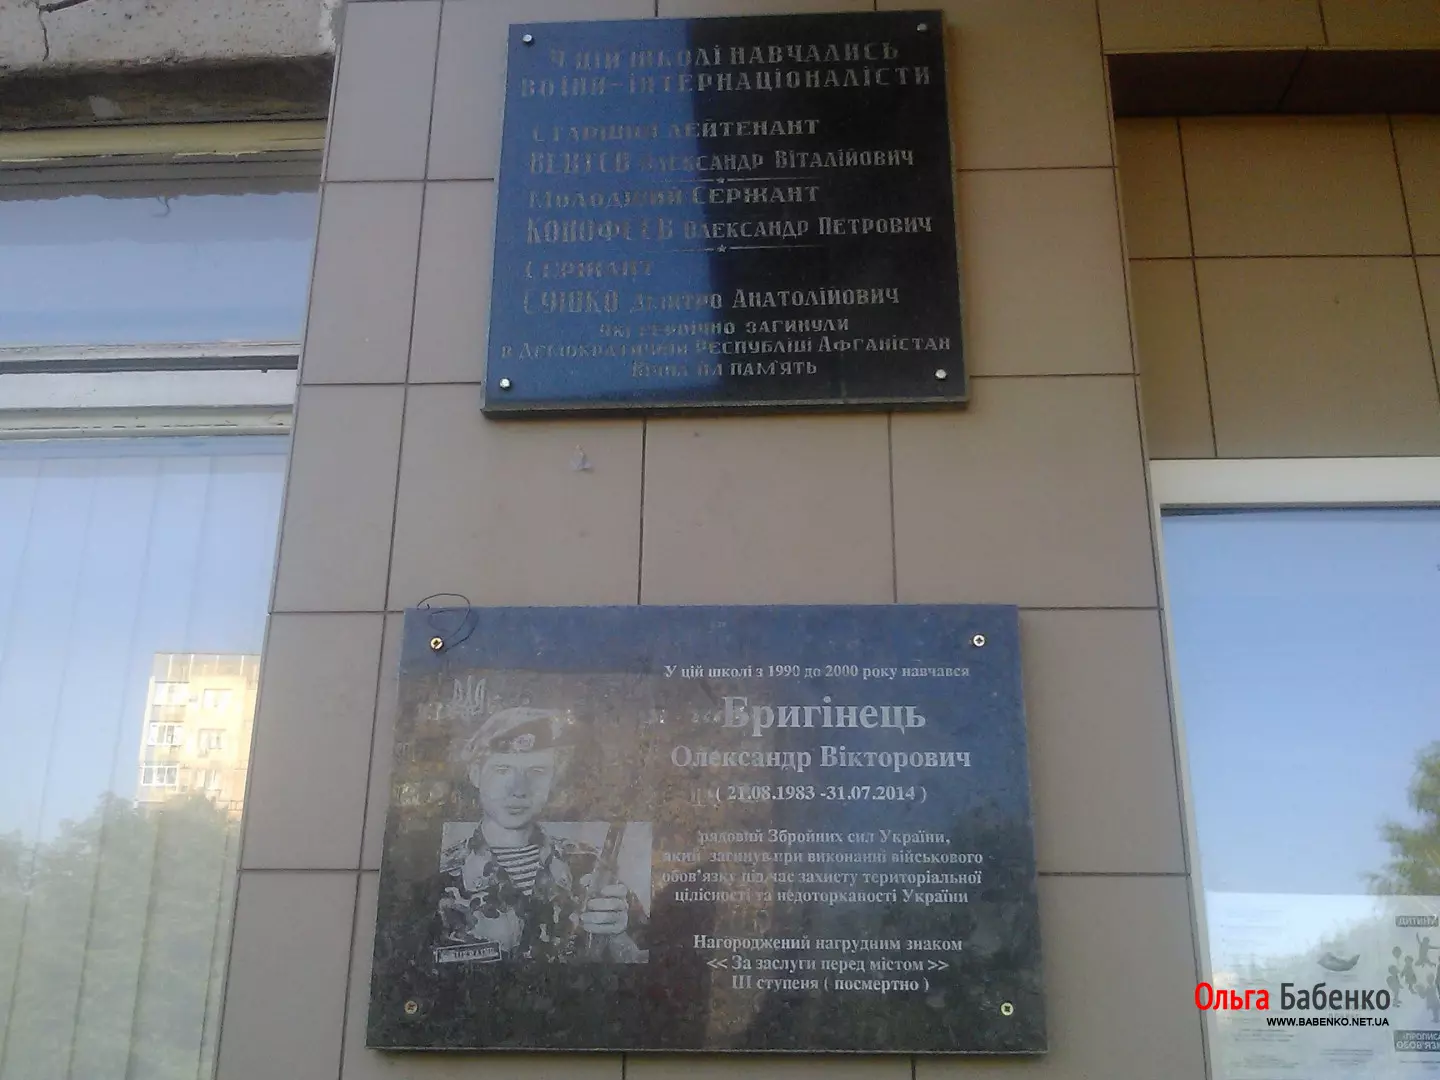 У цій школі навчались
воїни-інтернаціоналісти
Старший лейтенант
Олександр Віталійович
Молодший Сержант
Олександр Петрович
Сержант
Дмитро Анатолійович
які героїчно загинули
в Демократичній Республіці Афганістан
Вічна їм пам'ять
У цій школі з 1990 до 2000 року навчався
Бригінець
Олександр Вікторович
( 21.08.1983 -31.07.2014 )
рядовий Збройних сил України,
який загинув при виконанні військового
обов'язку під час захисту територіальної
цілісності та недоторканості України
Нагороджений нагрудним знаком
<< За заслуги перед містом >>
ІІІ ступеня ( посмертно )
UKRAINE
ДИТИНУ
Ольга Бабенко
WWW.BABENKO.NET.UA